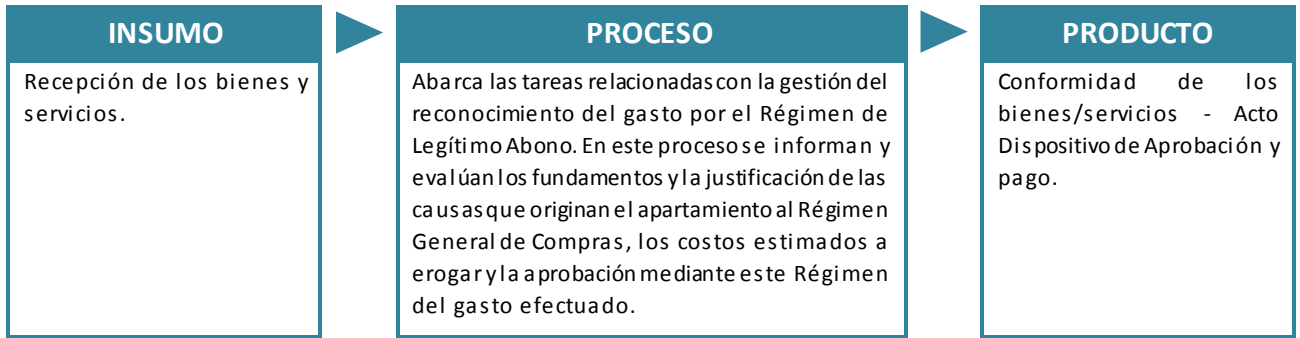 INSUMO
Recepción de los bienes y
servicios.
PROCESO
Abarca las tareas relacionadas con la gestión del
reconocimiento del gasto por el Régimen de
Legítimo Abono. En este proceso se informan y
evalúan los fundamentos y la justificación de las
causas que originan el apartamiento al Régimen
General de Compras, los costos estimados a
erogar y la aprobación mediante este Régimen
del gasto efectuado.
PRODUCTO
Conformidad de los
bienes/servicios - Acto
Dispositivo de Aprobación y
pago.